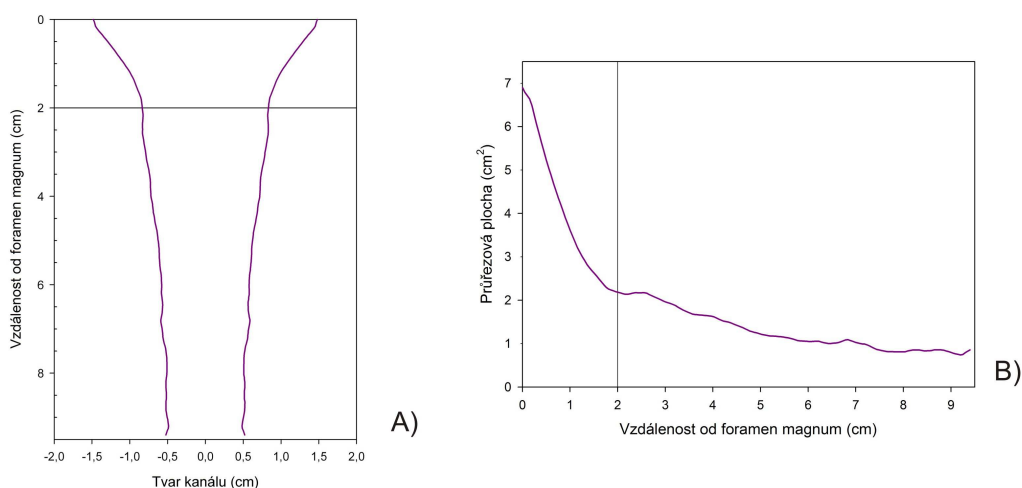 Vzdálenost od foramen magnum (cm)
0
2
4
6
8
-2,0 -1,5 -1,0 -0,5 0,0 0,5 1,0 1,5 2,0
Tvar kanálu (cm)
A)
Průřezová plocha (cm²)
7
6
5
4
3
2
1
0
0 1 2 3 4 5 6 7 8 9
Vzdálenost od foramen magnum (cm)
B)